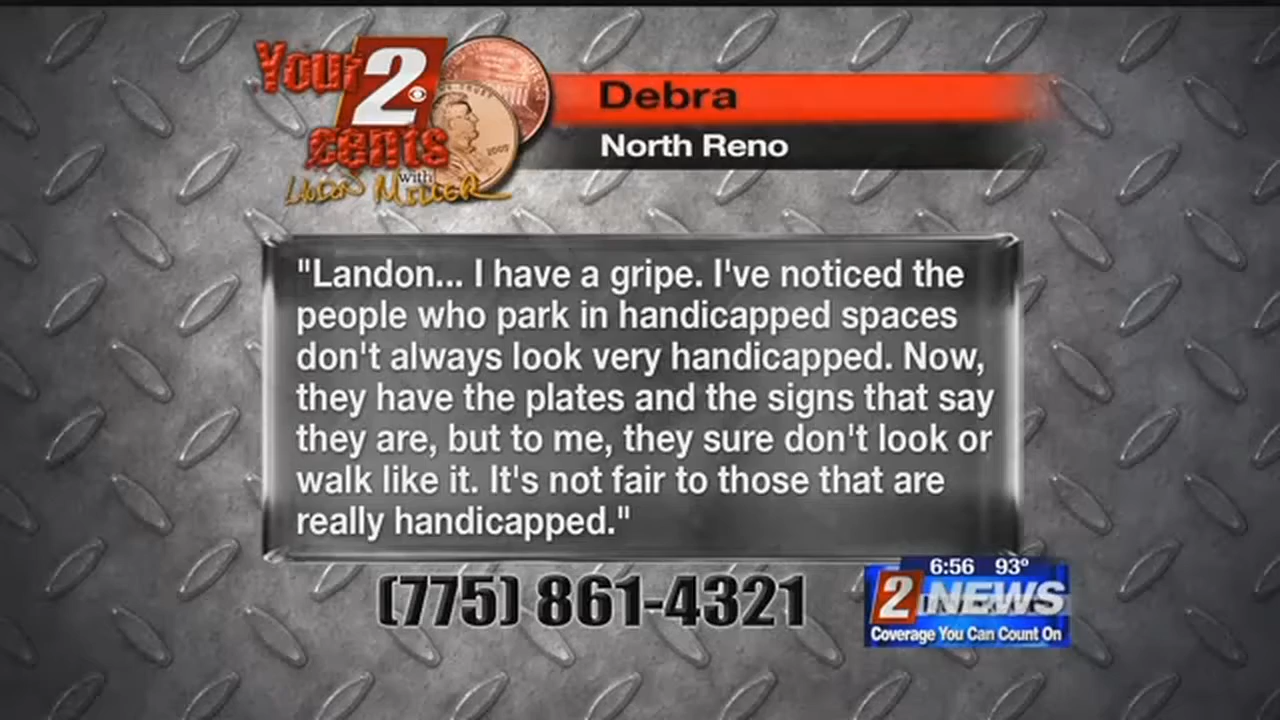 Your
2
cents
with
LANDON MILLER
Debra
North Reno
"Landon... I have a gripe. I've noticed the
people who park in handicapped spaces
don't always look very handicapped. Now,
they have the plates and the signs that say
they are, but to me, they sure don't look or
walk like it. It's not fair to those that are
really handicapped."
(775) 861-4321
6:56 93°
2 NEWS
Coverage You Can Count On